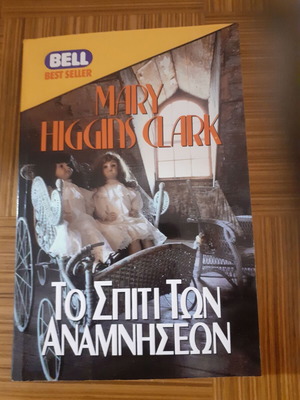 BELL
BEST SELLER
MARY
HIGGINS CLARK
ΤΟ ΣΠΙΤΙ ΤΩΝ
ΑΝΑΜΝΗΣΕΩΝ